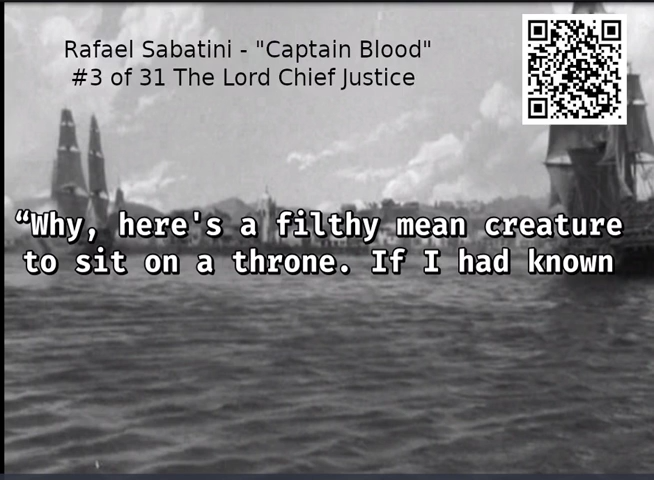 Rafael Sabatini - "Captain Blood"
#3 of 31 The Lord Chief Justice
“Why, here's a filthy mean creature
to sit on a throne. If I had known